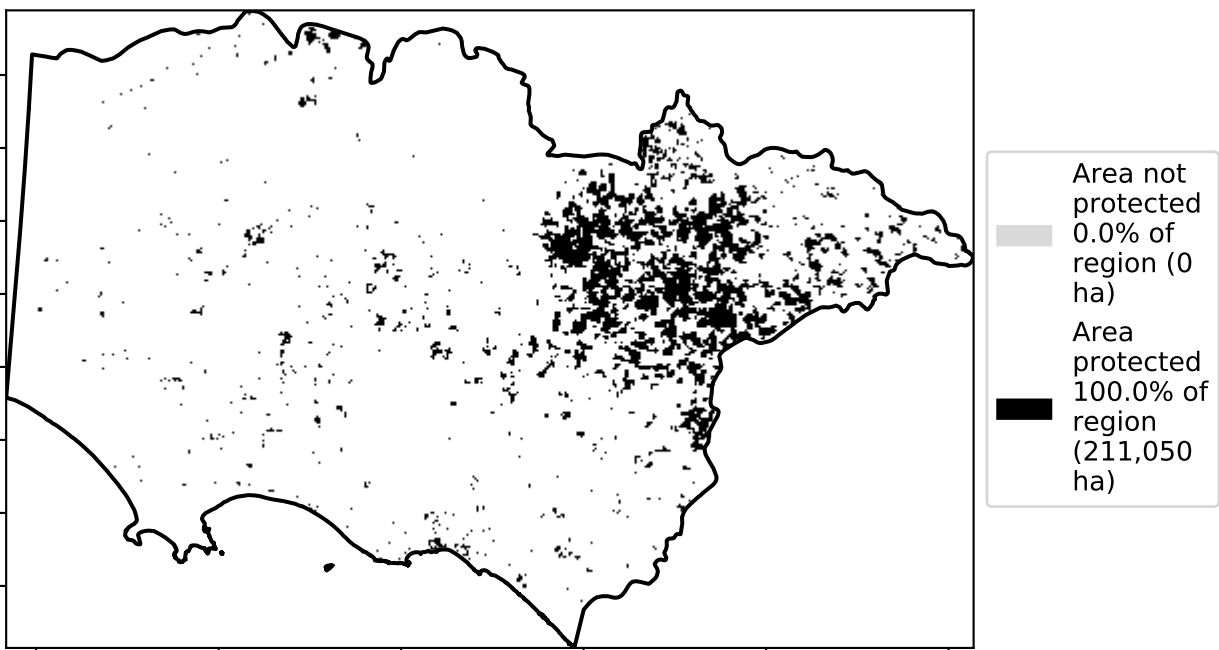 Area not
protected
0.0% of
region (0
ha)
Area
protected
100.0% of
region
(211,050
ha)